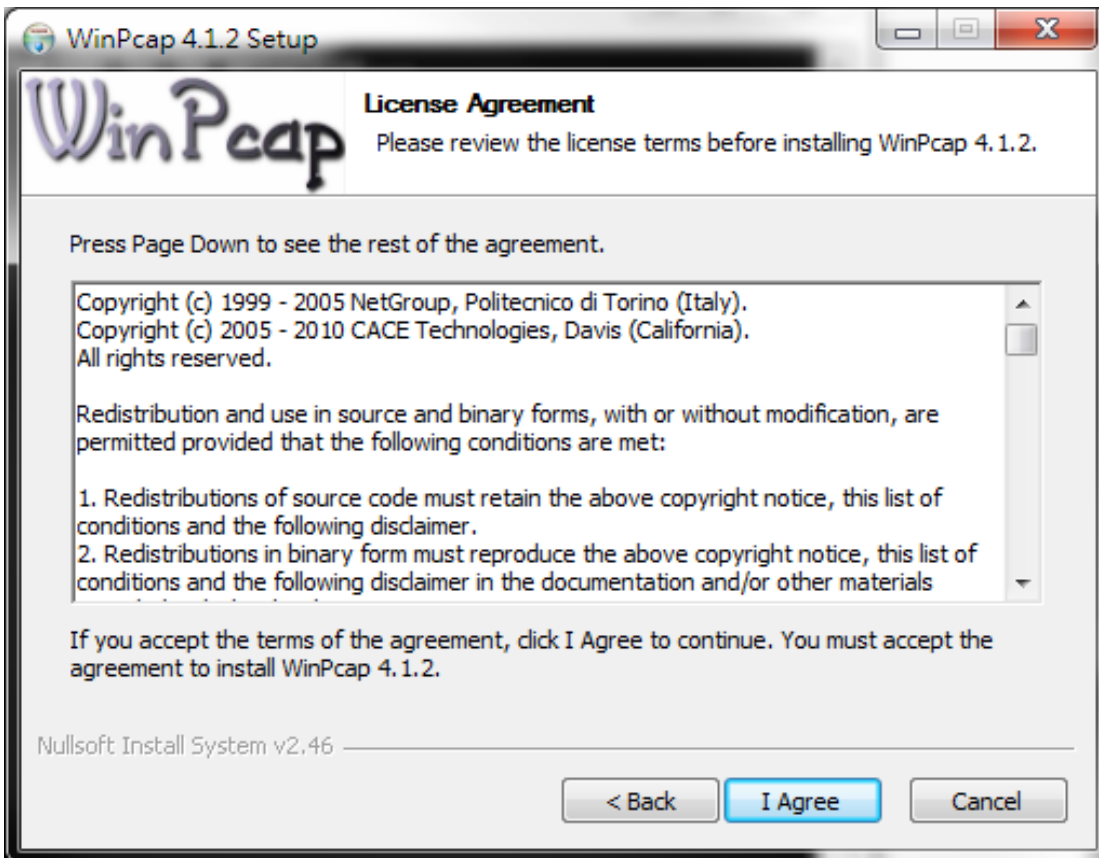 WinPcap 4.1.2 Setup
WinPcap
License Agreement
Please review the license terms before installing WinPcap 4.1.2.
Press Page Down to see the rest of the agreement.
Copyright (c) 1999 - 2005 NetGroup, Politecnico di Torino (Italy).
Copyright (c) 2005 - 2010 CACE Technologies, Davis (California).
All rights reserved.
Redistribution and use in source and binary forms, with or without modification, are
permitted provided that the following conditions are met:
1. Redistributions of source code must retain the above copyright notice, this list of
conditions and the following disclaimer.
2. Redistributions in binary form must reproduce the above copyright notice, this list of
conditions and the following disclaimer in the documentation and/or other materials
If you accept the terms of the agreement, click I Agree to continue. You must accept the
agreement to install WinPcap 4.1.2.
Nullsoft Install System v2.46
< Back
I Agree
Cancel